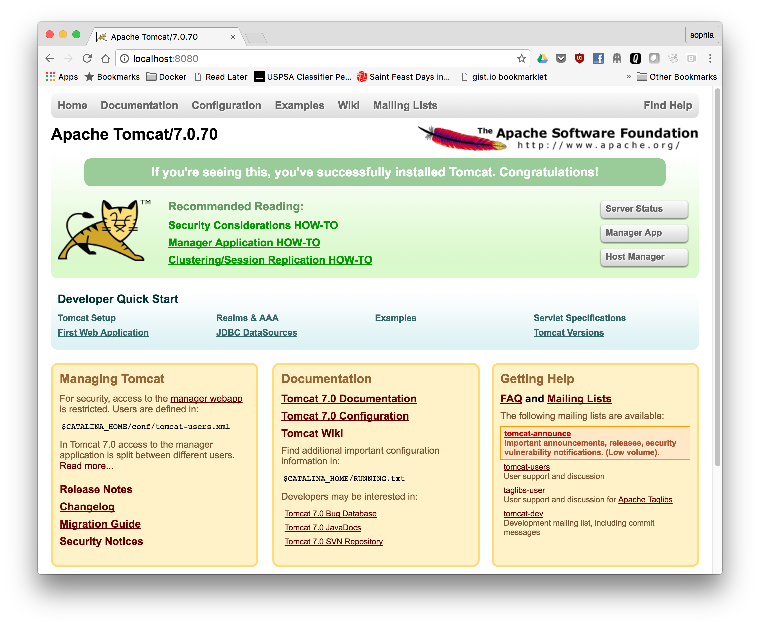 Apache Tomcat/7.0.70
sophia
localhost:8080
Apps Bookmarks Docker Read Later USPSA Classifier Pe... Saint Feast Days in... gist.io bookmarklet » Other Bookmarks
Home Documentation Configuration Examples Wiki Mailing Lists Find Help
Apache Tomcat/7.0.70
The Apache Software Foundation
http://www.apache.org/
If you're seeing this, you've successfully installed Tomcat. Congratulations!
TM
Recommended Reading:
Security Considerations HOW-TO
Manager Application HOW-TO
Clustering/Session Replication HOW-TO
Server Status
Manager App
Host Manager
Developer Quick Start
Tomcat Setup
First Web Application
Realms & AAA
JDBC DataSources
Examples
Servlet Specifications
Tomcat Versions
Managing Tomcat
For security, access to the manager webapp
is restricted. Users are defined in:
$CATALINA_HOME/conf/tomcat-users.xml
In Tomcat 7.0 access to the manager
application is split between different users.
Read more...
Release Notes
Changelog
Migration Guide
Security Notices
Documentation
Tomcat 7.0 Documentation
Tomcat 7.0 Configuration
Tomcat Wiki
Find additional important configuration
information in:
$CATALINA_HOME/RUNNING.txt
Developers may be interested in:
Tomcat 7.0 Bug Database
Tomcat 7.0 JavaDocs
Tomcat 7.0 SVN Repository
Getting Help
FAQ and Mailing Lists
The following mailing lists are available:
tomcat-announce
Important announcements, releases, security
vulnerability notifications. (Low volume).
tomcat-users
User support and discussion
taglibs-user
User support and discussion for Apache Taglibs
tomcat-dev
Development mailing list, including commit
messages